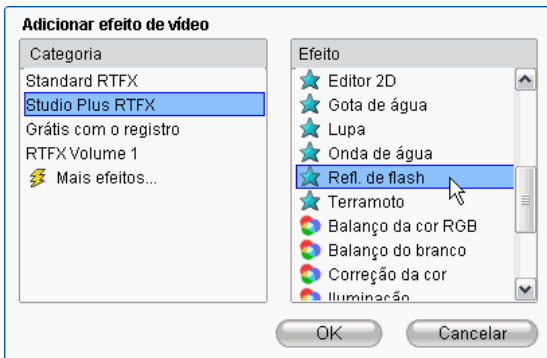 Adicionar efeito de vídeo
Categoria
Standard RTFX
Studio Plus RTFX
Grátis com o registro
RTFX Volume 1
Mais efeitos...
Efeito
Editor 2D
Gota de água
Lupa
Onda de água
Refl. de flash
Terramoto
Balanço da cor RGB
Balanço do branco
Correção da cor
Iluminação
OK
Cancelar